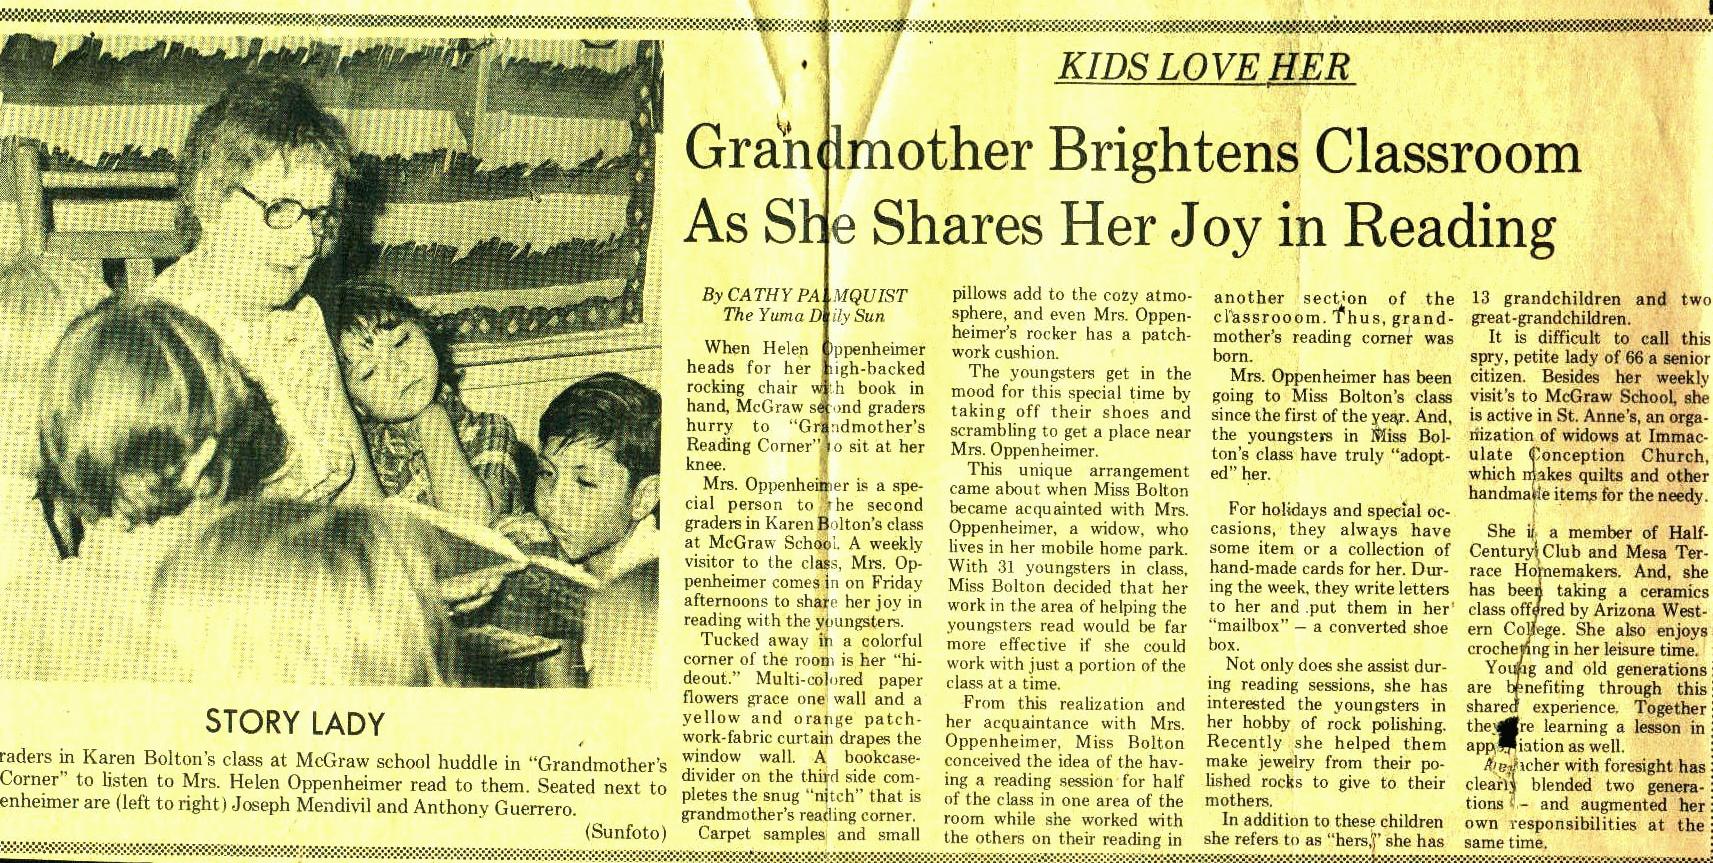 KIDS LOVE HER
Grandmother Brightens Classroom
As She Shares Her Joy in Reading
STORY LADY
raders in Karen Bolton's class at McGraw school huddle in "Grandmother's
Corner" to listen to Mrs. Helen Oppenheimer read to them. Seated next to
enheimer are (left to right) Joseph Mendivil and Anthony Guerrero.
(Sunfoto)
By CATHY PALMQUIST
The Yuma Daily Sun
When Helen Oppenheimer
heads for her high-backed
rocking chair with book in
hand, McGraw second graders
hurry to "Grandmother's
Reading Corner" to sit at her
knee.
Mrs. Oppenheimer is a spe-
cial person to the second
graders in Karen Bolton's class
at McGraw School. A weekly
visitor to the class, Mrs. Op-
penheimer comes in on Friday
afternoons to share her joy in
reading with the youngsters.
Tucked away in a colorful
corner of the room is her "hi-
deout." Multi-colored paper
flowers grace one wall and a
yellow and orange patch-
work-fabric curtain drapes the
window wall. A bookcase-
divider on the third side com-
pletes the snug "nitch" that is
grandmother's reading corner.
Carpet samples and small
pillows add to the cozy atmo-
sphere, and even Mrs. Oppen-
heimer's rocker has a patch-
work cushion.
The youngsters get in the
mood for this special time by
taking off their shoes and
scrambling to get a place near
Mrs. Oppenheimer.
This unique arrangement
came about when Miss Bolton
became acquainted with Mrs.
Oppenheimer, a widow, who
lives in her mobile home park.
With 31 youngsters in class,
Miss Bolton decided that her
work in the area of helping the
youngsters read would be far
more effective if she could
work with just a portion of the
class at a time.
From this realization and
her acquaintance with Mrs.
Oppenheimer, Miss Bolton
conceived the idea of the hav-
ing a reading session for half
of the class in one area of the
room while she worked with
the others on their reading in
another section of the
classrooom. Thus, grand-
mother's reading corner was
born.
Mrs. Oppenheimer has been
going to Miss Bolton's class
since the first of the year. And,
the youngsters in Miss Bol-
ton's class have truly "adopt-
ed" her.
For holidays and special oc-
casions, they always have
some item or a collection of
hand-made cards for her. Dur-
ing the week, they write letters
to her and .put them in her
"mailbox" — a converted shoe
box.
Not only does she assist dur-
ing reading sessions, she has
interested the youngsters in
her hobby of rock polishing.
Recently she helped them
make jewelry from their po-
lished rocks to give to their
mothers.
In addition to these children
she refers to as "hers," she has
13 grandchildren and two
great-grandchildren.
It is difficult to call this
spry, petite lady of 66 a senior
citizen. Besides her weekly
visit's to McGraw School, she
is active in St. Anne's, an orga-
nization of widows at Immac-
ulate Conception Church,
which makes quilts and other
handmade items for the needy.
She is a member of Half-
Century Club and Mesa Ter-
race Homemakers. And, she
has been taking a ceramics
class offered by Arizona West-
ern College. She also enjoys
crocheting in her leisure time.
Young and old generations
are benefiting through this
shared experience. Together
they're learning a lesson in
appreciation as well.
A teacher with foresight has
clearly blended two genera-
tions — and augmented her
own responsibilities at the
same time.